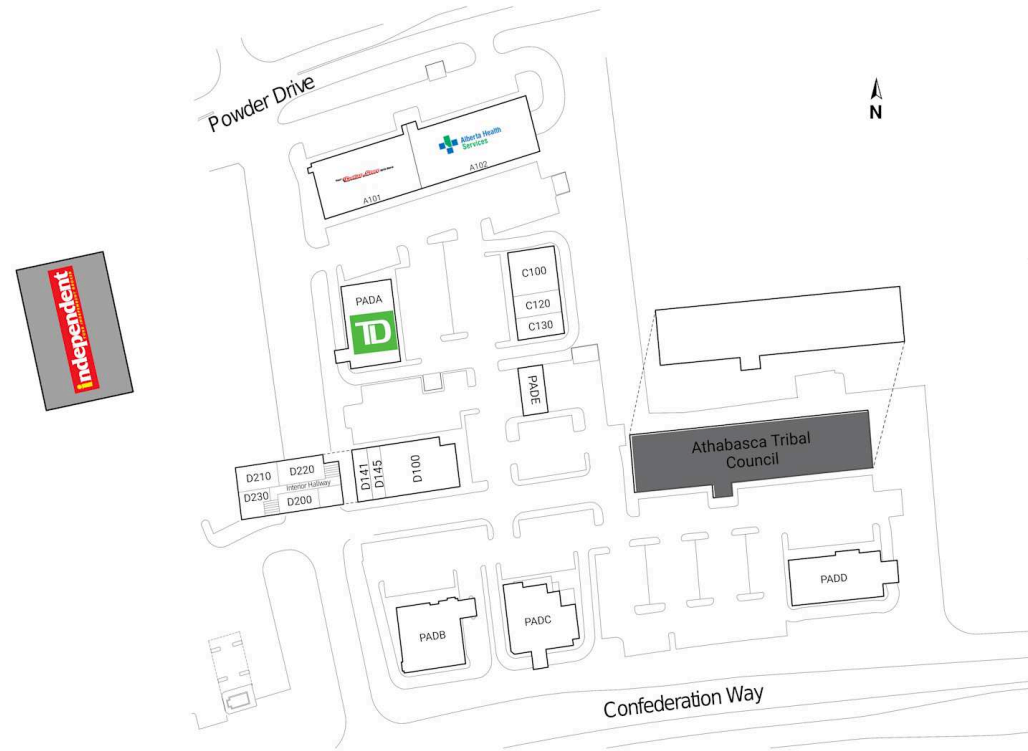 Powder Drive
N
Alberta Health
Services
A102
A101
independent
PADA
TD
C100
C120
C130
PADE
Athabasca Tribal
Council
D210
D220
Interior Hallway
D230
D200
D141
D145
D100
PADD
PADB
PADC
Confederation Way